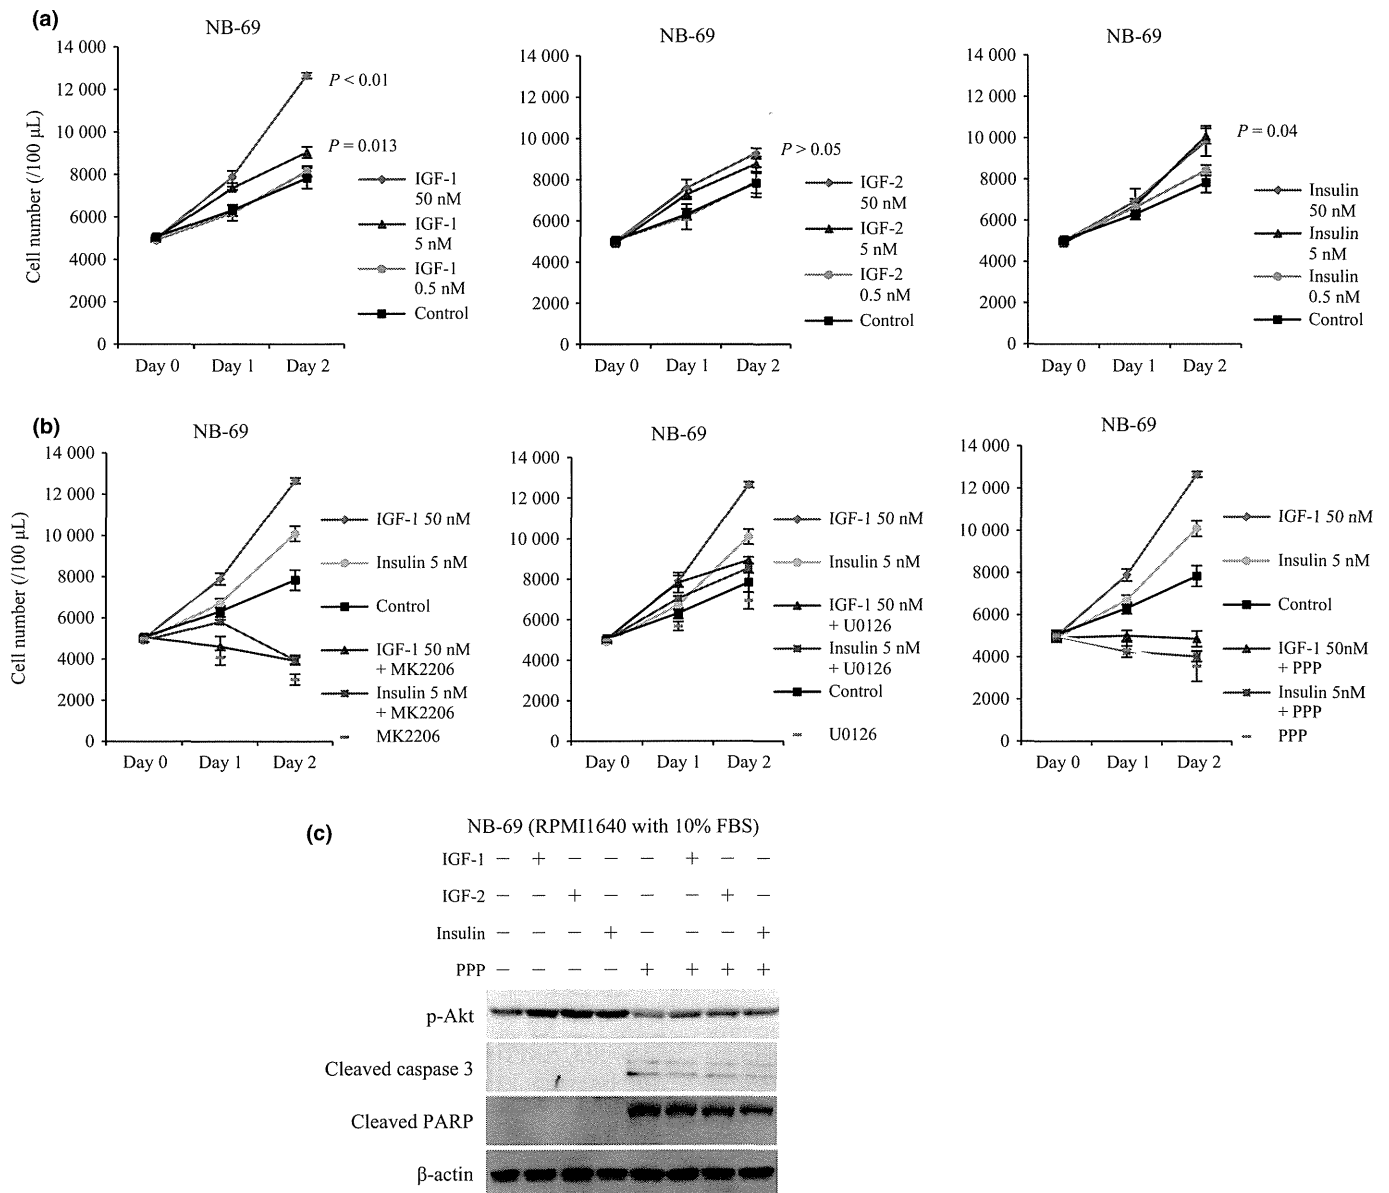 (a)
NB-69
14 000
12 000
10 000
8000
6000
4000
2000
0
Cell number (/100 µL)
Day 0 Day 1 Day 2
P < 0.01
P = 0.013
IGF-1
50 nM
IGF-1
5 nM
IGF-1
0.5 nM
Control
NB-69
14 000
12 000
10 000
8000
6000
4000
2000
0
Day 0 Day 1 Day 2
P > 0.05
IGF-2
50 nM
IGF-2
5 nM
IGF-2
0.5 nM
Control
NB-69
14 000
12 000
10 000
8000
6000
4000
2000
0
Day 0 Day 1 Day 2
P = 0.04
Insulin
50 nM
Insulin
5 nM
Insulin
0.5 nM
Control
(b)
NB-69
14 000
12 000
10 000
8000
6000
4000
2000
0
Cell number (/100 µL)
Day 0 Day 1 Day 2
IGF-1 50 nM
Insulin 5 nM
Control
IGF-1 50 nM
+ MK2206
Insulin 5 nM
+ MK2206
MK2206
NB-69
14 000
12 000
10 000
8000
6000
4000
2000
0
Day 0 Day 1 Day 2
IGF-1 50 nM
Insulin 5 nM
IGF-1 50 nM
+ U0126
Insulin 5 nM
+ U0126
Control
U0126
NB-69
14 000
12 000
10 000
8000
6000
4000
2000
0
Day 0 Day 1 Day 2
IGF-1 50 nM
Insulin 5 nM
Control
IGF-1 50nM
+ PPP
Insulin 5nM
+ PPP
PPP
(c)
NB-69 (RPMI1640 with 10% FBS)
IGF-1 − + − − − + − −
IGF-2 − − + − − − + −
Insulin − − − + − − − +
PPP − − − − + + + +
p-Akt
Cleaved caspase 3
Cleaved PARP
β-actin